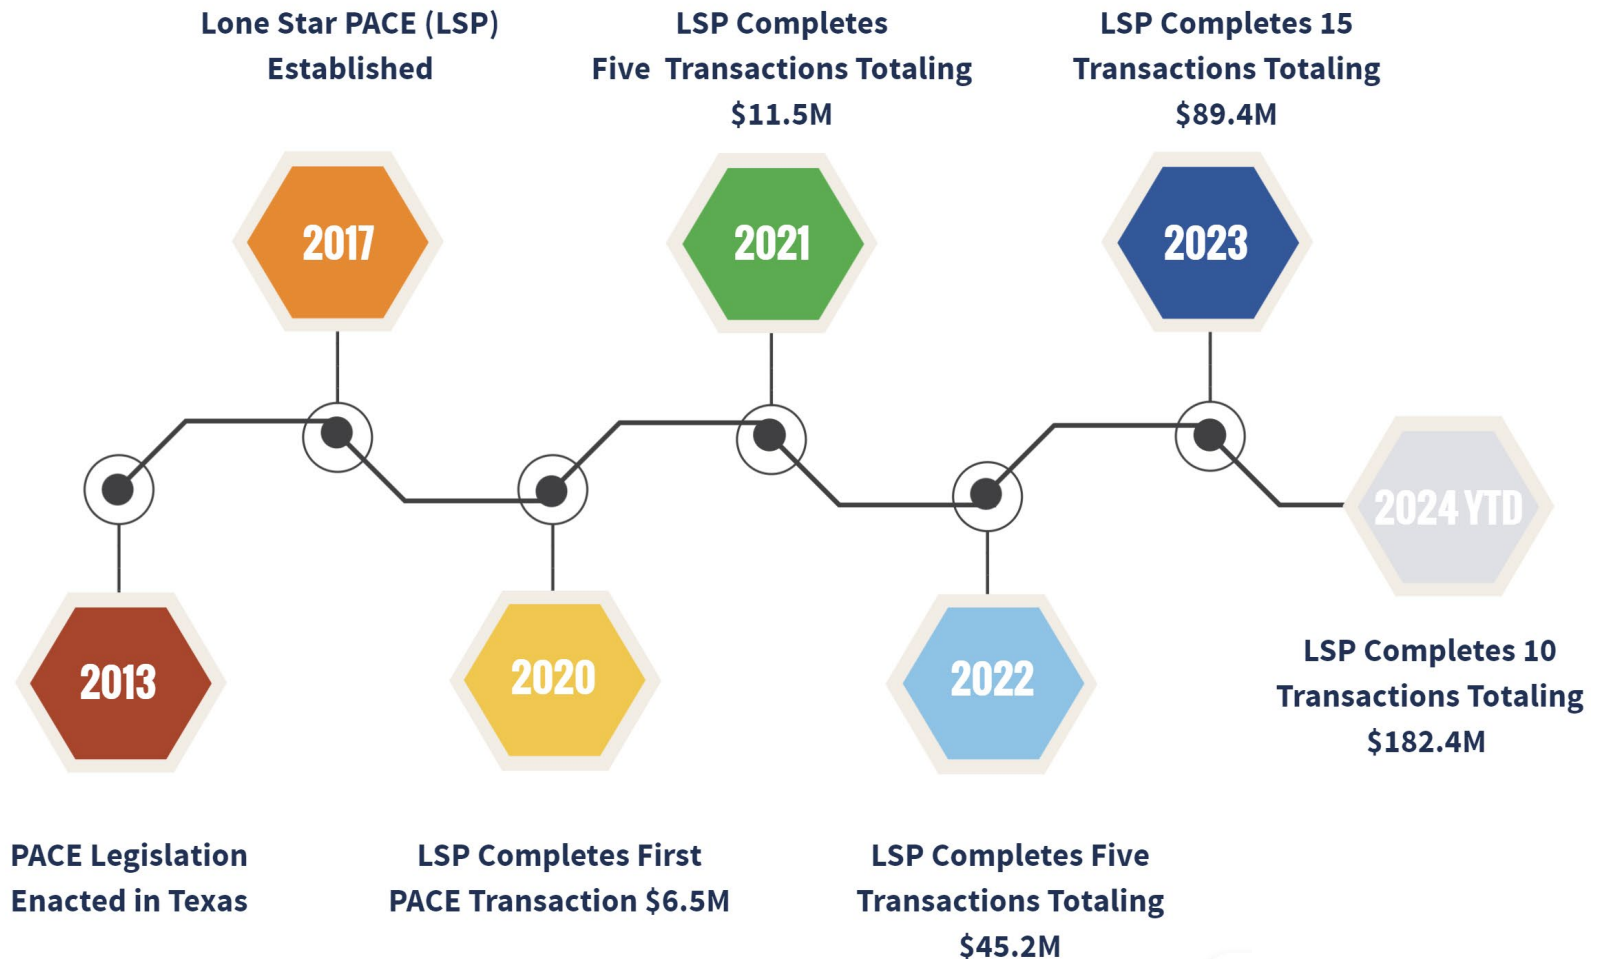 Lone Star PACE (LSP)
Established
LSP Completes
Five  Transactions Totaling
$11.5M
LSP Completes 15
Transactions Totaling
$89.4M
2017
2021
2023
2024 YTD
LSP Completes 10
Transactions Totaling
$182.4M
2013
2020
2022
PACE Legislation
Enacted in Texas
LSP Completes First
PACE Transaction $6.5M
LSP Completes Five
Transactions Totaling
$45.2M